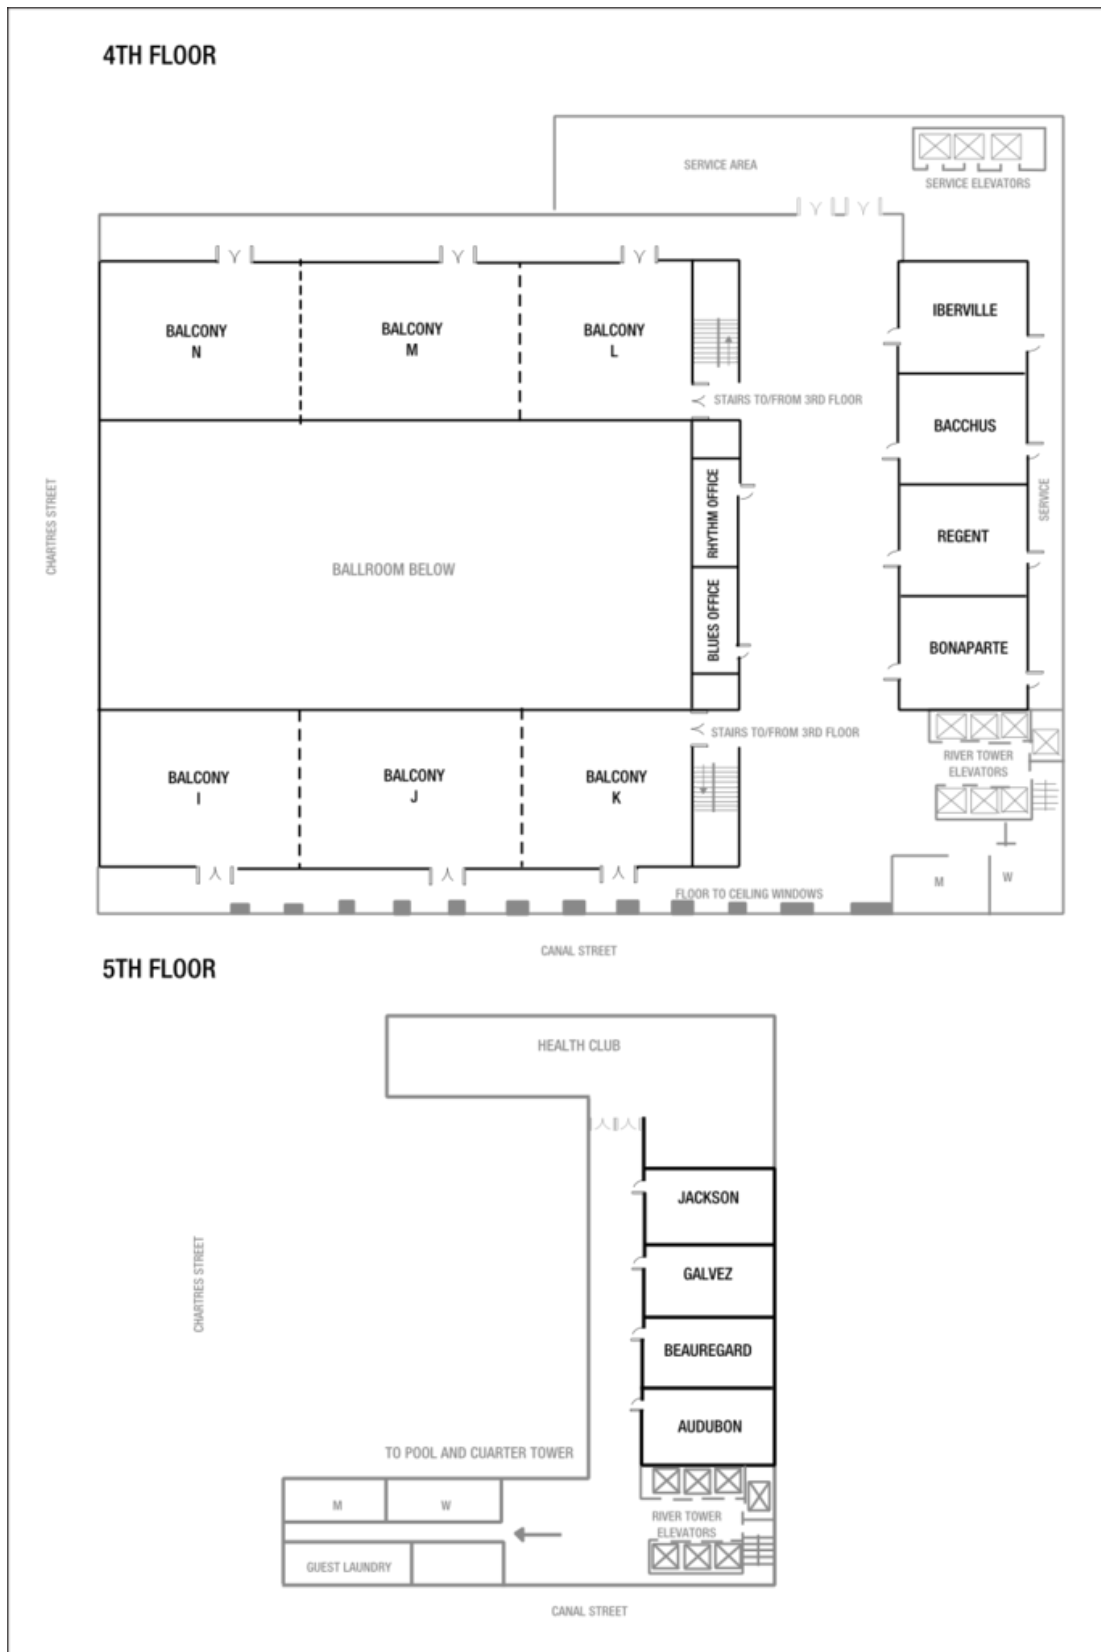 4TH FLOOR
SERVICE AREA
SERVICE ELEVATORS
BALCONY
N
BALCONY
M
BALCONY
L
IBERVILLE
STAIRS TO/FROM 3RD FLOOR
BACCHUS
CHARTRES STREET
RHYTHM OFFICE
SERVICE
REGENT
BALLROOM BELOW
BLUES OFFICE
BONAPARTE
STAIRS TO/FROM 3RD FLOOR
RIVER TOWER
ELEVATORS
BALCONY
I
BALCONY
J
BALCONY
K
M
W
FLOOR TO CEILING WINDOWS
CANAL STREET
5TH FLOOR
HEALTH CLUB
JACKSON
GALVEZ
CHARTRES STREET
BEAUREGARD
AUDUBON
TO POOL AND CUARTER TOWER
M
W
RIVER TOWER
ELEVATORS
GUEST LAUNDRY
CANAL STREET